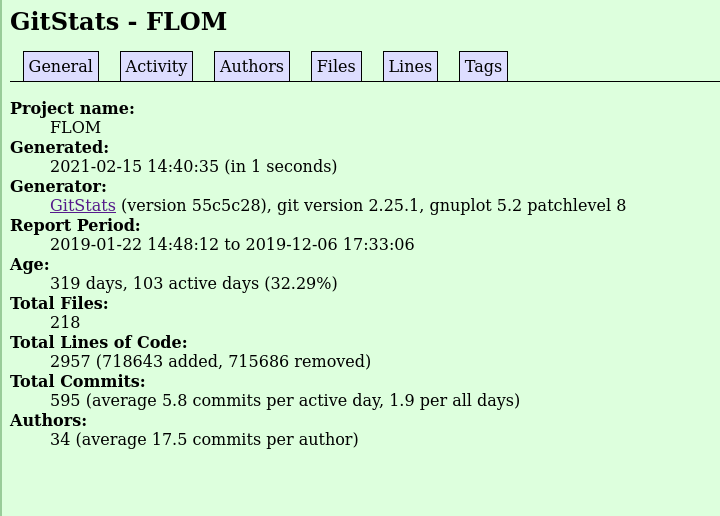 GitStats - FLOM
General Activity Authors Files Lines Tags
Project name:
FLOM
Generated:
2021-02-15 14:40:35 (in 1 seconds)
Generator:
GitStats (version 55c5c28), git version 2.25.1, gnuplot 5.2 patchlevel 8
Report Period:
2019-01-22 14:48:12 to 2019-12-06 17:33:06
Age:
319 days, 103 active days (32.29%)
Total Files:
218
Total Lines of Code:
2957 (718643 added, 715686 removed)
Total Commits:
595 (average 5.8 commits per active day, 1.9 per all days)
Authors:
34 (average 17.5 commits per author)